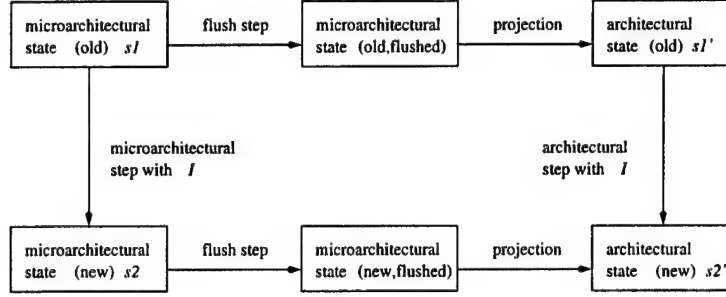 microarchitectural
state (old) s1
flush step
microarchitectural
state (old,flushed)
projection
architectural
state (old) s1'
microarchitectural
step with I
architectural
step with I
microarchitectural
state (new) s2
flush step
microarchitectural
state (new,flushed)
projection
architectural
state (new) s2'